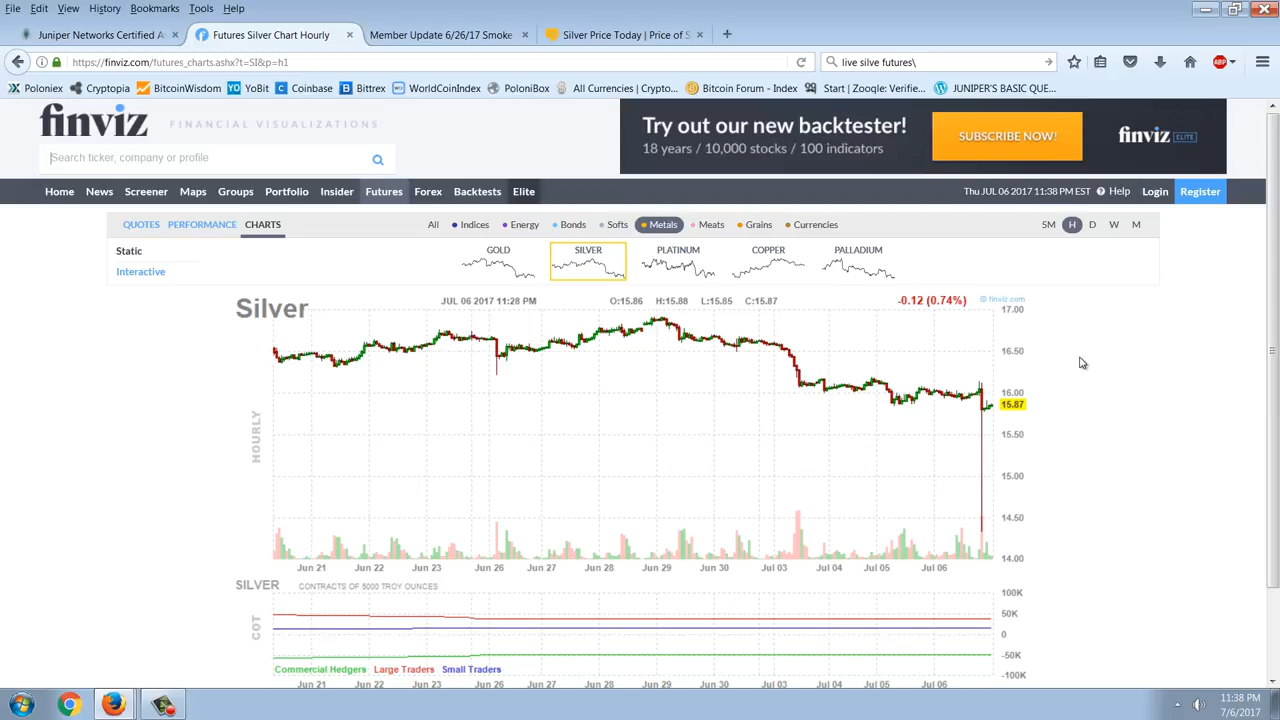 File Edit View History Bookmarks Tools Help
Juniper Networks Certified A Futures Silver Chart Hourly Member Update 6/26/17 Smoke Silver Price Today | Price of S
https://finviz.com/futures_charts.ashx?t=SI&p=h1 live silve futures\
Poloniex Cryptopia BitcoinWisdom YoBit Coinbase Bittrex WorldCoinIndex PoloniBox All Currencies | Crypto... Bitcoin Forum - Index Start | Zooqle: Verifie... JUNIPER'S BASIC QUE...
finviz FINANCIAL VISUALIZATIONS
Try out our new backtester!
18 years / 10,000 stocks / 100 indicators
SUBSCRIBE NOW!
finviz ELITE
Search ticker, company or profile
Home News Screener Maps Groups Portfolio Insider Futures Forex Backtests Elite Thu JUL 06 2017 11:38 PM EST Help Login Register
QUOTES PERFORMANCE CHARTS All Indices Energy Bonds Softs Metals Meats Grains Currencies 5M H D W M
Static
Interactive
GOLD SILVER PLATINUM COPPER PALLADIUM
Silver JUL 06 2017 11:28 PM O:15.86 H:15.88 L:15.85 C:15.87 -0.12 (0.74%) © finviz.com
17.00
16.50
16.00
15.87
15.50
15.00
14.50
14.00
HOURLY
Jun 21 Jun 22 Jun 23 Jun 26 Jun 27 Jun 28 Jun 29 Jun 30 Jul 03 Jul 04 Jul 05 Jul 06
SILVER CONTRACTS OF 5000 TROY OUNCES
100K
50K
0
-50K
-100K
COT
Commercial Hedgers Large Traders Small Traders
Jun 21 Jun 22 Jun 23 Jun 26 Jun 27 Jun 28 Jun 29 Jun 30 Jul 03 Jul 04 Jul 05 Jul 06
11:38 PM
7/6/2017